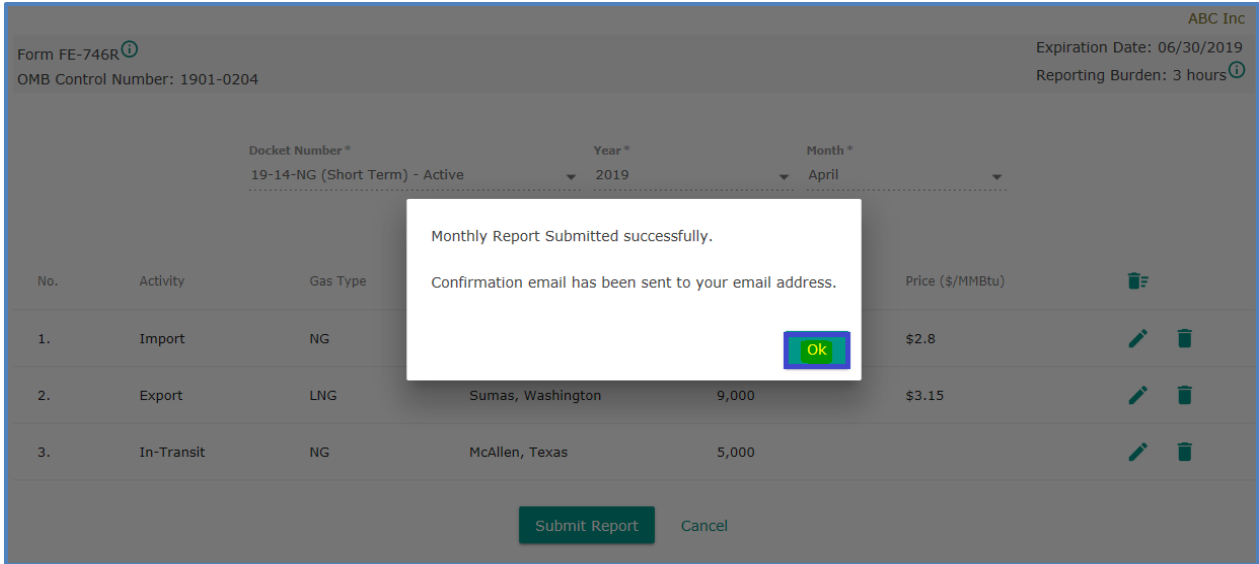 ABC Inc
Form FE-746R
Expiration Date: 06/30/2019
OMB Control Number: 1901-0204
Reporting Burden: 3 hours
Docket Number * Year * Month *
19-14-NG (Short Term) - Active 2019 April
Monthly Report Submitted successfully.
Confirmation email has been sent to your email address.
Ok
No. Activity Gas Type Price ($/MMBtu)
1. Import NG $2.8
2. Export LNG Sumas, Washington 9,000 $3.15
3. In-Transit NG McAllen, Texas 5,000
Submit Report Cancel